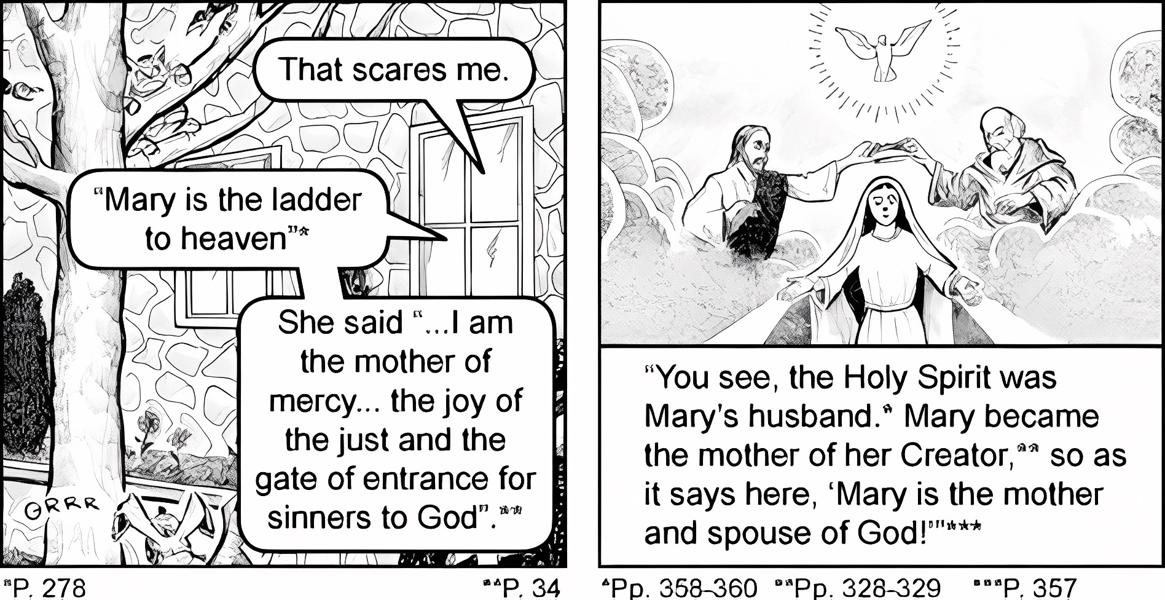 That scares me.
"Mary is the ladder
to heaven"*
She said "...I am
the mother of
mercy... the joy of
the just and the
gate of entrance for
sinners to God".**
GRRR
*P. 278
**P. 34
"You see, the Holy Spirit was
Mary's husband.* Mary became
the mother of her Creator,** so as
it says here, 'Mary is the mother
and spouse of God!'"***
*Pp. 358-360 **Pp. 328-329 ***P. 357